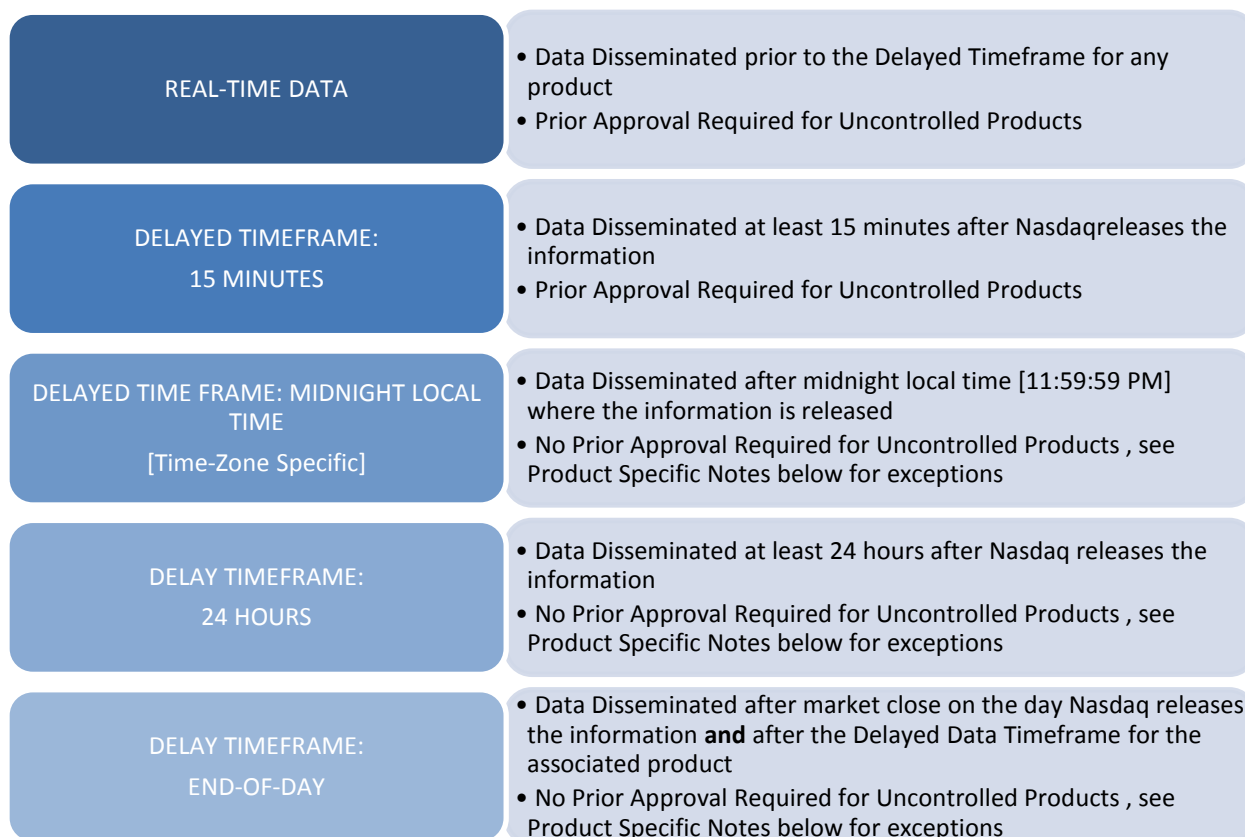 REAL-TIME DATA
• Data Disseminated prior to the Delayed Timeframe for any
product
• Prior Approval Required for Uncontrolled Products
DELAYED TIMEFRAME:
15 MINUTES
• Data Disseminated at least 15 minutes after Nasdaqreleases the
information
• Prior Approval Required for Uncontrolled Products
DELAYED TIME FRAME: MIDNIGHT LOCAL
TIME
[Time-Zone Specific]
• Data Disseminated after midnight local time [11:59:59 PM]
where the information is released
• No Prior Approval Required for Uncontrolled Products , see
Product Specific Notes below for exceptions
DELAY TIMEFRAME:
24 HOURS
• Data Disseminated at least 24 hours after Nasdaq releases the
information
• No Prior Approval Required for Uncontrolled Products , see
Product Specific Notes below for exceptions
DELAY TIMEFRAME:
END-OF-DAY
• Data Disseminated after market close on the day Nasdaq releases
the information and after the Delayed Data Timeframe for the
associated product
• No Prior Approval Required for Uncontrolled Products , see
Product Specific Notes below for exceptions